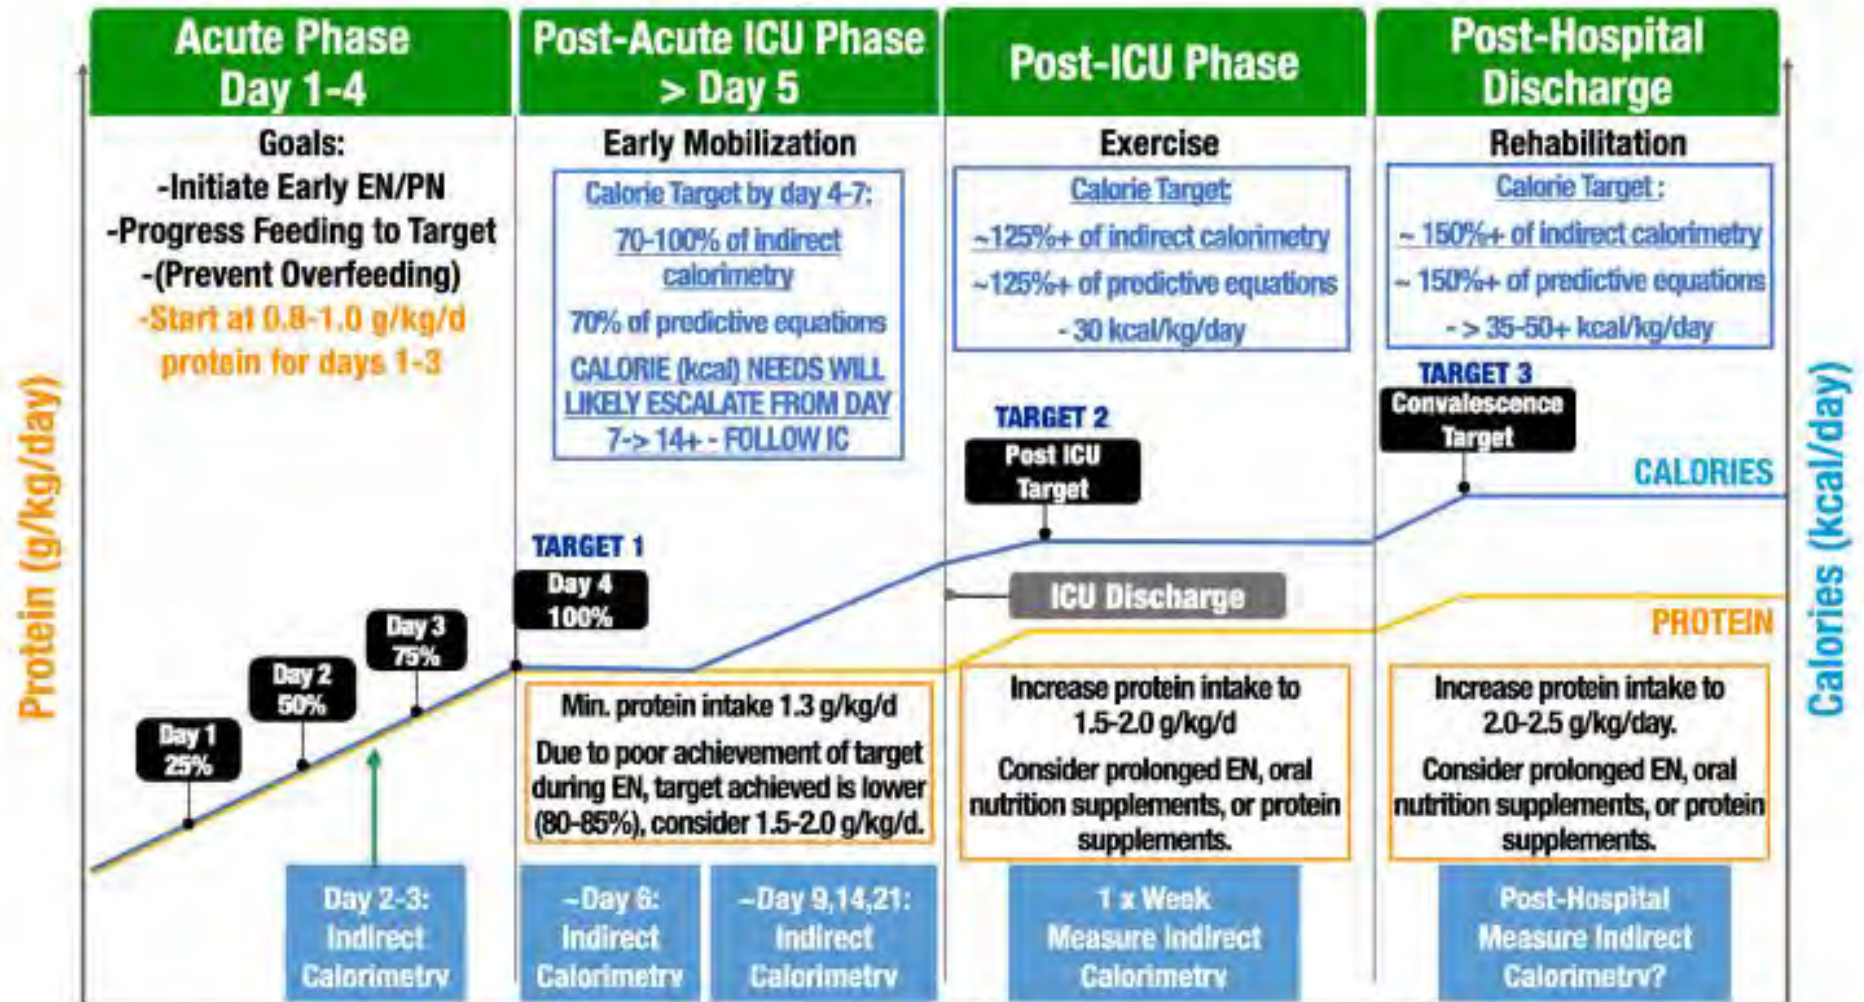 Acute Phase
Day 1-4
Post-Acute ICU Phase
> Day 5
Post-ICU Phase
Post-Hospital
Discharge
Goals:
-Initiate Early EN/PN
-Progress Feeding to Target
-(Prevent Overfeeding)
-Start at 0.8-1.0 g/kg/d
protein for days 1-3
Early Mobilization
Calorie Target by day 4-7:
70-100% of indirect
calorimetry
70% of predictive equations
CALORIE (kcal) NEEDS WILL
LIKELY ESCALATE FROM DAY
7-> 14+ - FOLLOW IC
Exercise
Calorie Target:
~125%+ of indirect calorimetry
~125%+ of predictive equations
- 30 kcal/kg/day
Rehabilitation
Calorie Target :
~ 150%+ of indirect calorimetry
~ 150%+ of predictive equations
- > 35-50+ kcal/kg/day
Protein (g/kg/day)
Calories (kcal/day)
Day 1
25%
Day 2
50%
Day 3
75%
TARGET 1
Day 4
100%
TARGET 2
Post ICU
Target
TARGET 3
Convalescence
Target
CALORIES
ICU Discharge
PROTEIN
Min. protein intake 1.3 g/kg/d
Due to poor achievement of target
during EN, target achieved is lower
(80-85%), consider 1.5-2.0 g/kg/d.
Increase protein intake to
1.5-2.0 g/kg/d
Consider prolonged EN, oral
nutrition supplements, or protein
supplements.
Increase protein intake to
2.0-2.5 g/kg/day.
Consider prolonged EN, oral
nutrition supplements, or protein
supplements.
Day 2-3:
Indirect
Calorimetry
~Day 6:
Indirect
Calorimetry
~Day 9,14,21:
Indirect
Calorimetry
1 x Week
Measure Indirect
Calorimetry
Post-Hospital
Measure Indirect
Calorimetry?